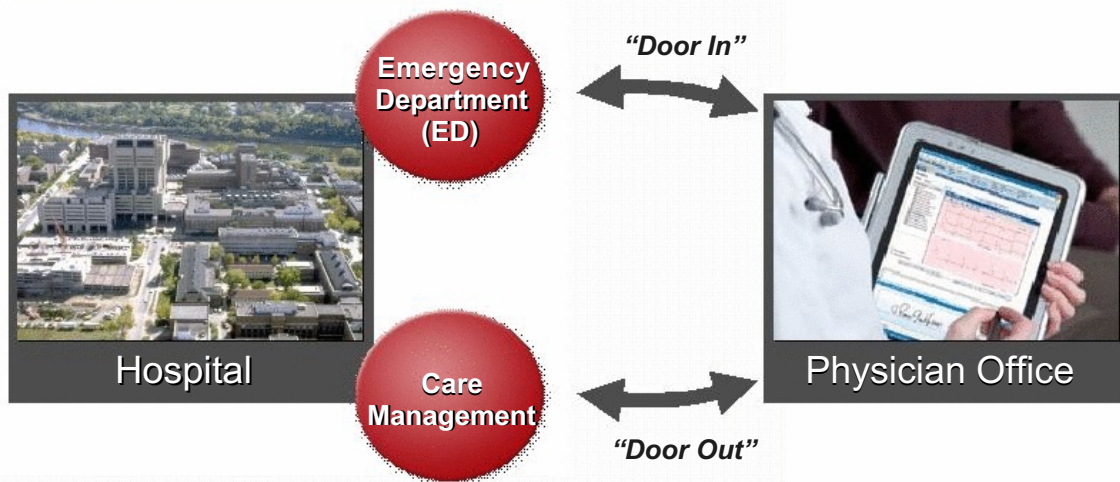 “Door In”
Emergency
Department
(ED)
Hospital
Physician Office
Care
Management
“Door Out”